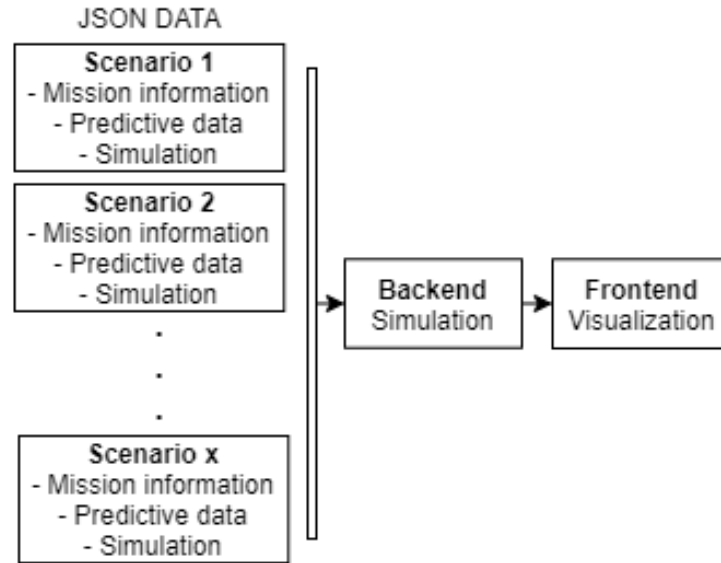 JSON DATA
Scenario 1
- Mission information
- Predictive data
- Simulation
Scenario 2
- Mission information
- Predictive data
- Simulation
.
.
.
Scenario x
- Mission information
- Predictive data
- Simulation
Backend
Simulation
Frontend
Visualization